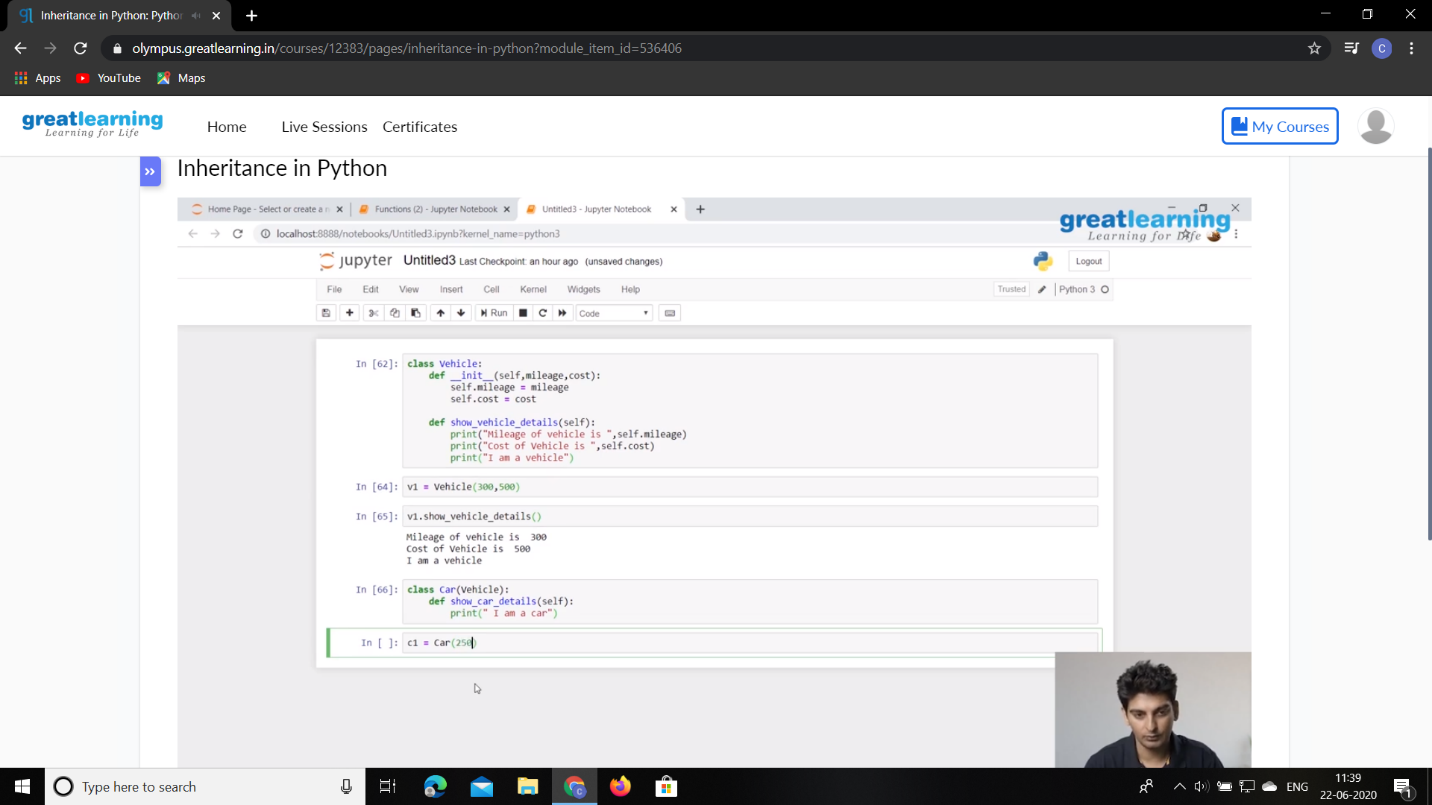 Inheritance in Python: Pytho
olympus.greatlearning.in/courses/12383/pages/inheritance-in-python?module_item_id=536406
C
Apps YouTube Maps
greatlearning
Learning for Life
Home Live Sessions Certificates
My Courses
»
Inheritance in Python
Home Page - Select or create a n Functions (2) - Jupyter Notebook Untitled3 - Jupyter Notebook
localhost:8888/notebooks/Untitled3.ipynb?kernel_name=python3
greatlearning
Learning for Life
jupyter Untitled3 Last Checkpoint: an hour ago (unsaved changes)
Logout
File Edit View Insert Cell Kernel Widgets Help
Trusted Python 3
Run Code
In [62]: class Vehicle:
def __init__(self,mileage,cost):
self.mileage = mileage
self.cost = cost
def show_vehicle_details(self):
print("Mileage of vehicle is ",self.mileage)
print("Cost of Vehicle is ",self.cost)
print("I am a vehicle")
In [64]: v1 = Vehicle(300,500)
In [65]: v1.show_vehicle_details()
Mileage of vehicle is  300
Cost of Vehicle is  500
I am a vehicle
In [66]: class Car(Vehicle):
def show_car_details(self):
print(" I am a car")
In [ ]: c1 = Car(250)
Type here to search
ENG
11:39
22-06-2020
1